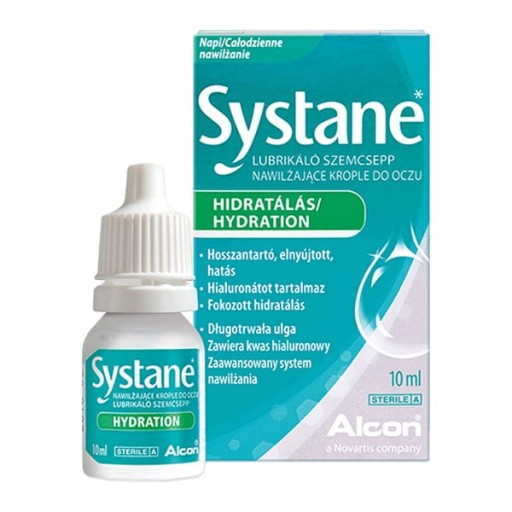 Napi/Całodzienne
nawilżanie
Systane*
LUBRIKÁLÓ SZEMCSEPP
NAWILŻAJĄCE KROPLE DO OCZU
HIDRATÁLÁS/
HYDRATION
• Hosszantartó, elnyújtott,
hatás
• Hialuronátot tartalmaz
• Fokozott hidratálás
• Długotrwała ulga
Zawiera kwas hialuronowy
Zaawansowany system
nawilżania
10 ml
STERILE A
Alcon
a Novartis company
Systane
NAWILŻAJĄCE KROPLE DO OCZU
LUBRIKÁLÓ SZEMCSEPP
HYDRATION
10ml
STERILE A
Alcon